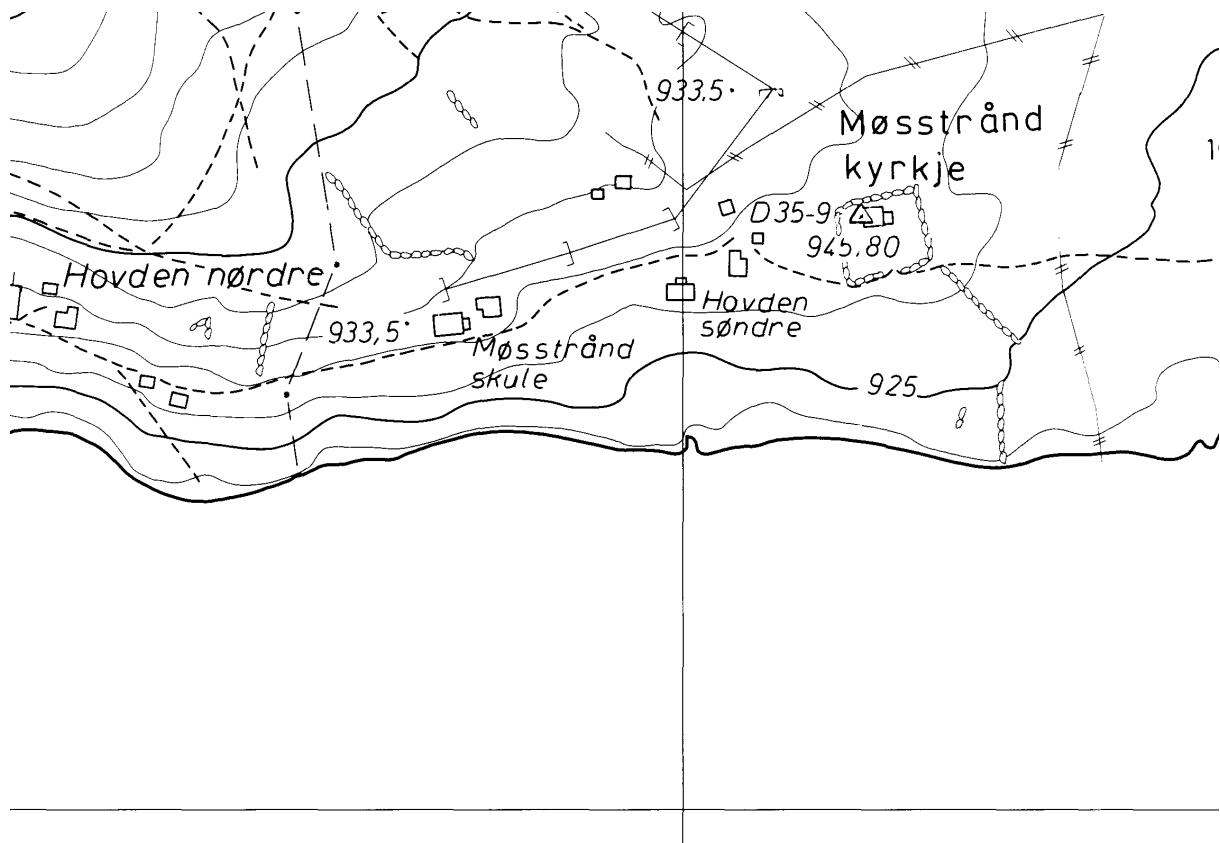 933,5
Møsstrånd
kyrkje
D35-9
945,80
Hovden nørdre
Hovden
søndre
933,5
Møsstrånd
skule
925